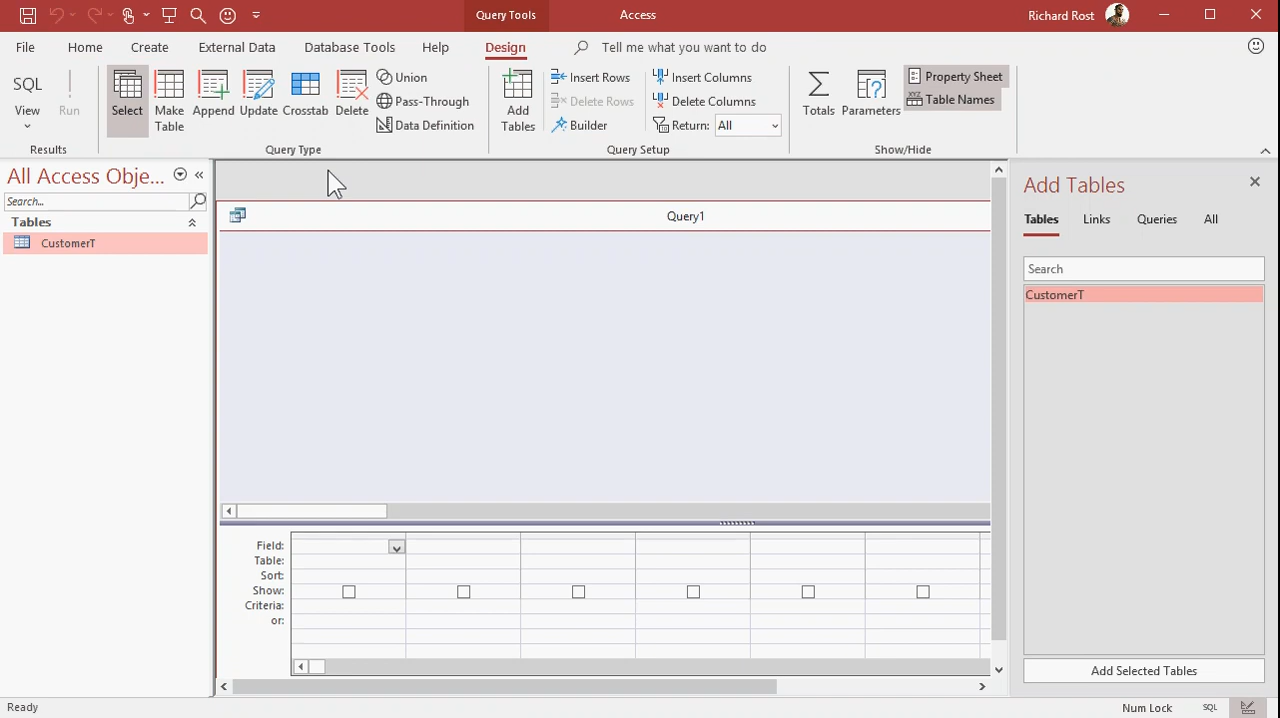 Query Tools
Access
Richard Rost
File Home Create External Data Database Tools Help Design Tell me what you want to do
SQL
View
Run
Results
Select
Make
Table
Append
Update
Crosstab
Delete
Union
Pass-Through
Data Definition
Query Type
Add
Tables
Insert Rows
Delete Rows
Builder
Insert Columns
Delete Columns
Return: All
Query Setup
Totals
Parameters
Property Sheet
XYZ Table Names
Show/Hide
All Access Obje...
Search...
Tables
CustomerT
Query1
Field:
Table:
Sort:
Show:
Criteria:
or:
Add Tables
Tables Links Queries All
Search
CustomerT
Add Selected Tables
Ready
Num Lock
SQL